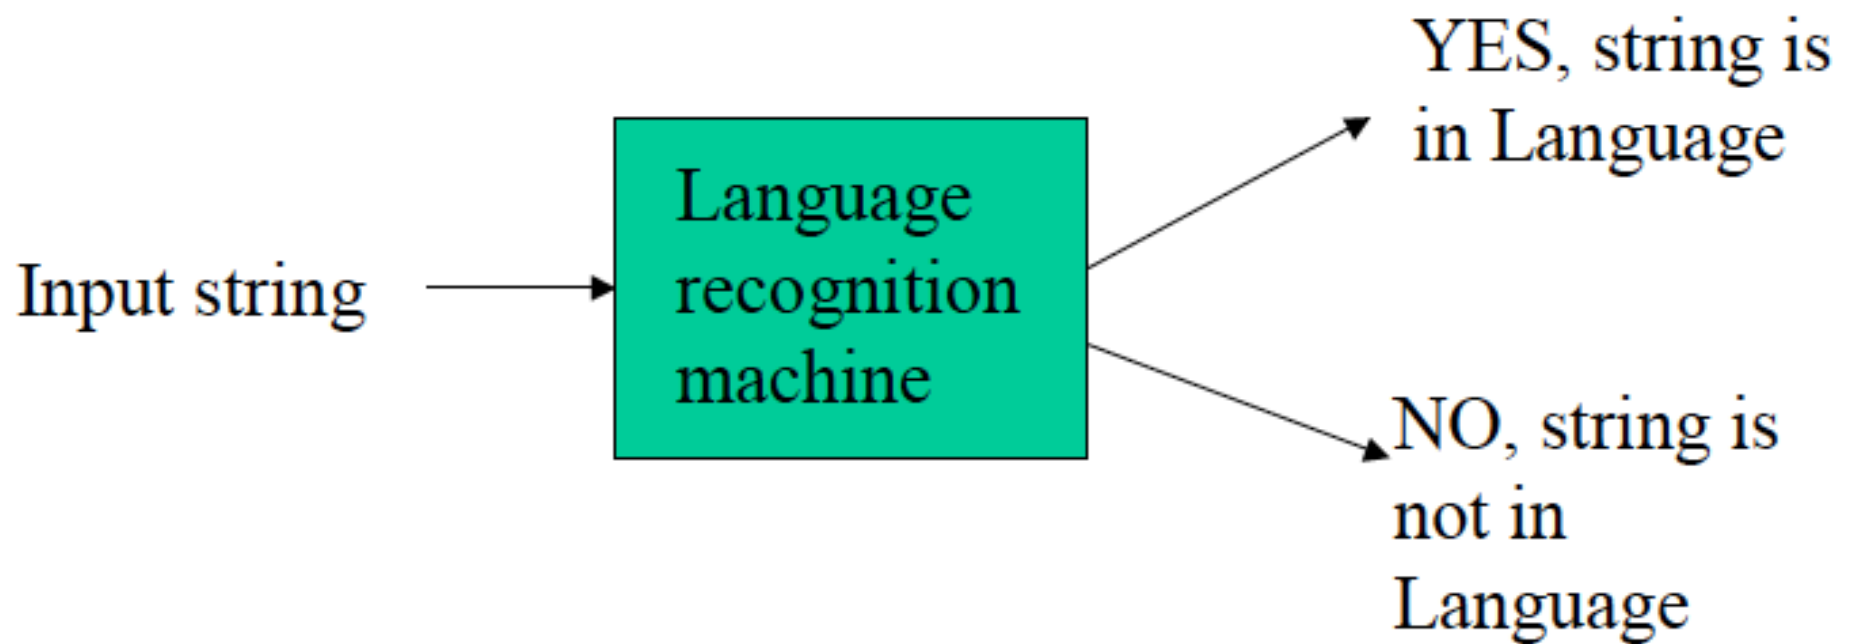 Input string
Language
recognition
machine
YES, string is
in Language
NO, string is
not in
Language